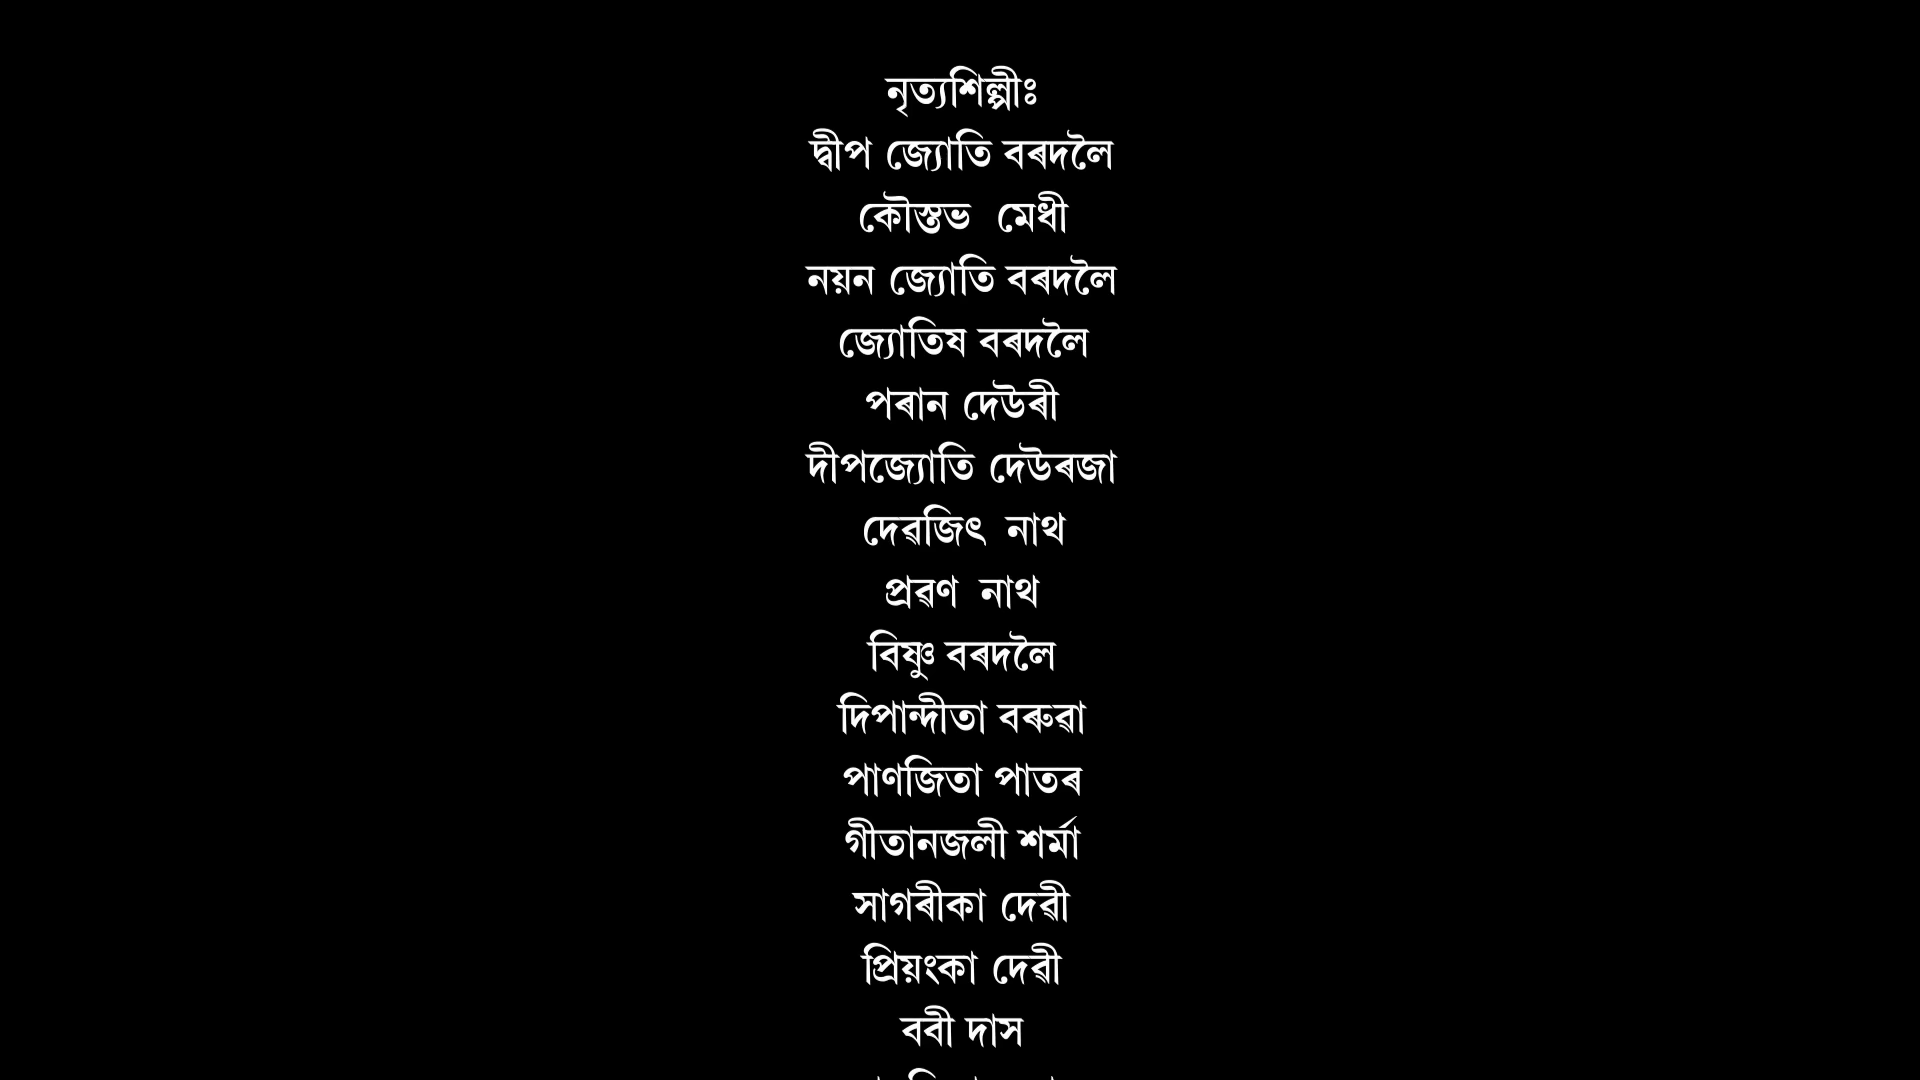 নৃত্যশিল্পীঃ
দ্বীপ জ্যোতি বৰদলৈ
কৌস্তভ মেধী
নয়ন জ্যোতি বৰদলৈ
জ্যোতিষ বৰদলৈ
পৰান দেউৰী
দীপজ্যোতি দেউৰজা
দেৱজিৎ নাথ
প্ৰৱণ নাথ
বিষ্ণু বৰদলৈ
দিপান্দীতা বৰুৱা
পাণজিতা পাতৰ
গীতানজলী শৰ্মা
সাগৰীকা দেৱী
প্ৰিয়ংকা দেৱী
ববী দাস